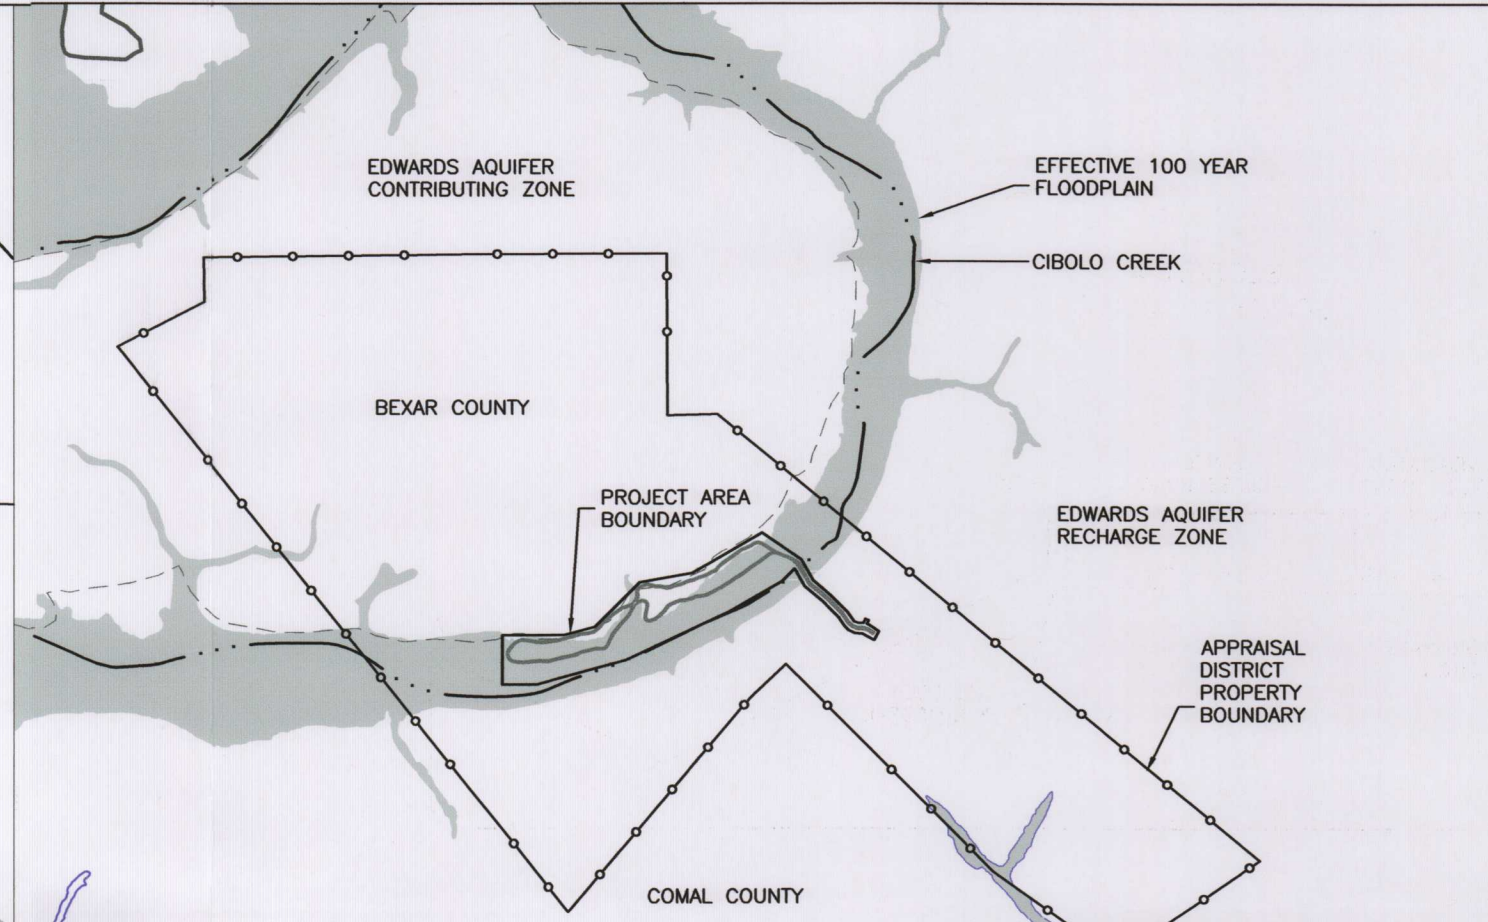 EDWARDS AQUIFER
CONTRIBUTING ZONE
EFFECTIVE 100 YEAR
FLOODPLAIN
CIBOLO CREEK
BEXAR COUNTY
PROJECT AREA
BOUNDARY
EDWARDS AQUIFER
RECHARGE ZONE
APPRAISAL
DISTRICT
PROPERTY
BOUNDARY
COMAL COUNTY